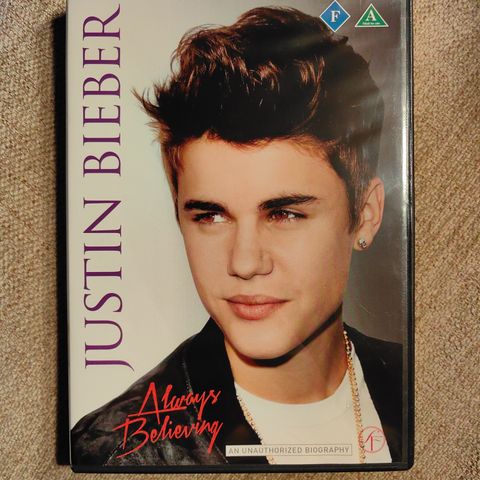 JUSTIN BIEBER
F
A
Always
Believing
AN UNAUTHORIZED BIOGRAPHY